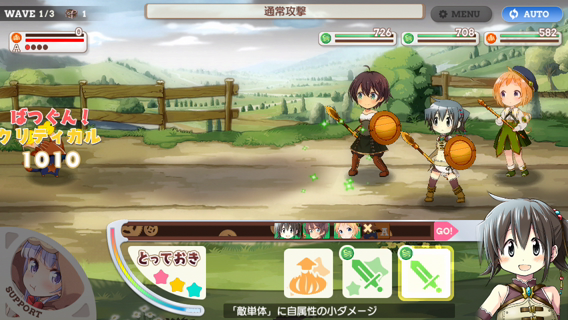 WAVE 1/3 1
通常攻撃
MENU
AUTO
0
726
708
582
A
ばつぐん！
クリティカル
1010
GO!
とっておき
SUPPORT
「敵単体」に自属性の小ダメージ